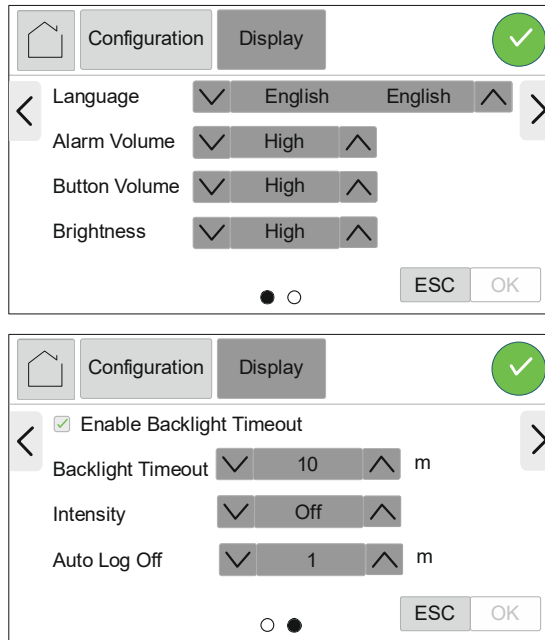 Configuration Display
Language English English
Alarm Volume High
Button Volume High
Brightness High
ESC OK
Configuration Display
Enable Backlight Timeout
Backlight Timeout 10 m
Intensity Off
Auto Log Off 1 m
ESC OK